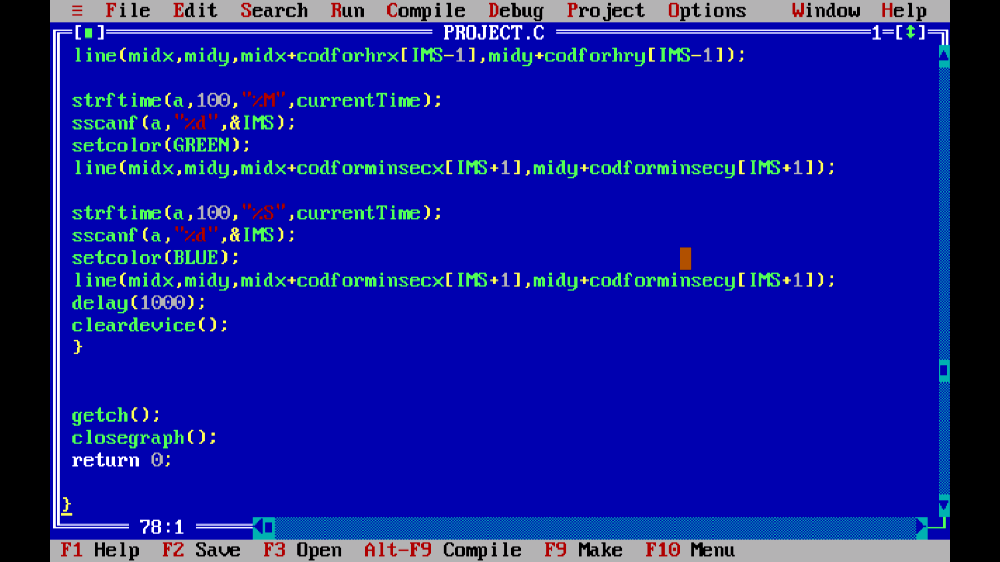 ≡ File Edit Search Run Compile Debug Project Options Window Help
[■] PROJECT.C 1=[↕]
line(midx,midy,midx+codforhrx[IMS-1],midy+codforhry[IMS-1]);
strftime(a,100,"%M",currentTime);
sscanf(a,"%d",&IMS);
setcolor(GREEN);
line(midx,midy,midx+codforminsecx[IMS+1],midy+codforminsecy[IMS+1]);
strftime(a,100,"%S",currentTime);
sscanf(a,"%d",&IMS);
setcolor(BLUE);
line(midx,midy,midx+codforminsecx[IMS+1],midy+codforminsecy[IMS+1]);
delay(1000);
cleardevice();
}
getch();
closegraph();
return 0;
}
78:1
F1 Help F2 Save F3 Open Alt-F9 Compile F9 Make F10 Menu